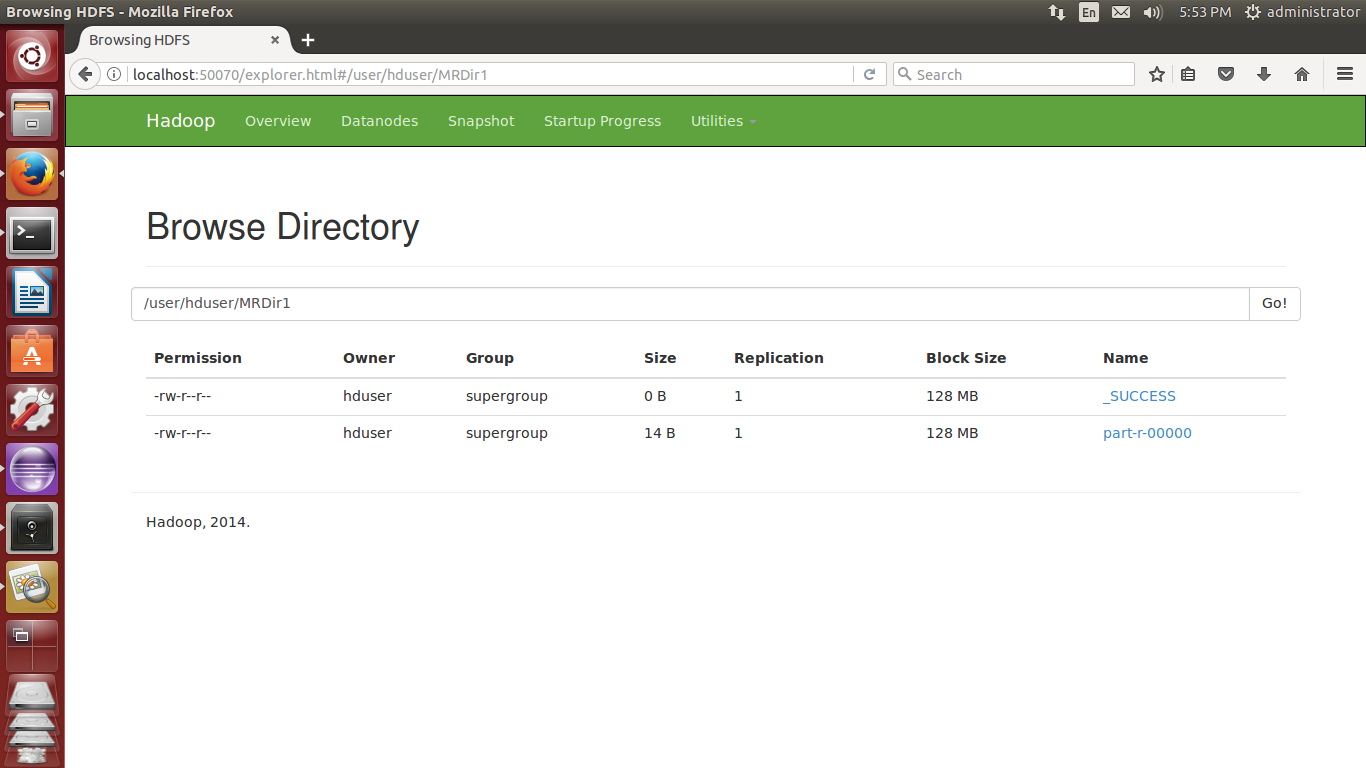 Browsing HDFS - Mozilla Firefox En 5:53 PM administrator
Browsing HDFS
localhost:50070/explorer.html#/user/hduser/MRDir1 Search
Hadoop Overview Datanodes Snapshot Startup Progress Utilities
Browse Directory
/user/hduser/MRDir1 Go!
Permission Owner Group Size Replication Block Size Name
-rw-r--r-- hduser supergroup 0 B 1 128 MB _SUCCESS
-rw-r--r-- hduser supergroup 14 B 1 128 MB part-r-00000
Hadoop, 2014.